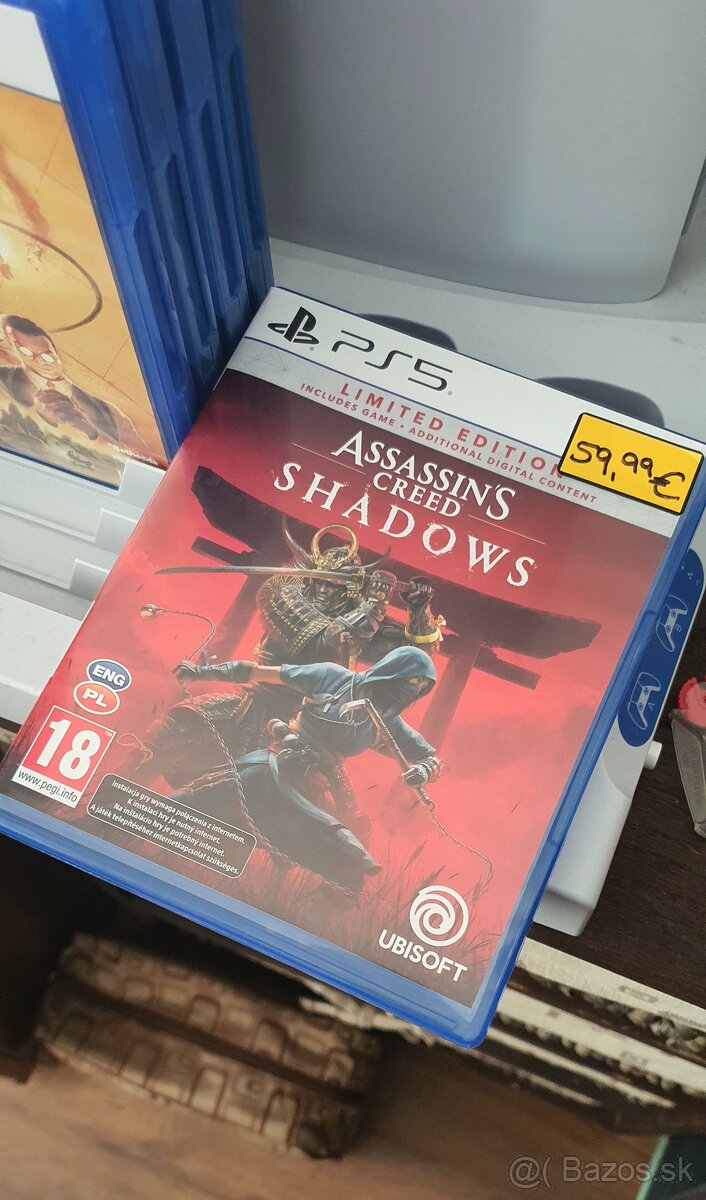 PS5
LIMITED EDITION
INCLUDES GAME • ADDITIONAL DIGITAL CONTENT
59,99€
ASSASSIN'S
CREED
SHADOWS
ENG
PL
18
www.pegi.info
Instalacja gry wymaga połączenia z internetem.
K instalaci hry je nutný internet.
Na inštaláciu hry je potrebný internet.
A játék telepítéséhez internetkapcsolat szükséges.
UBISOFT
Bethesda
B
A
@( Bazos.sk